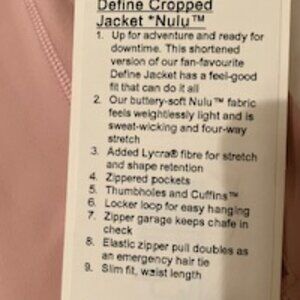 Define Cropped
Jacket *Nulu™
1. Up for adventure and ready for
downtime. This shortened
version of our fan-favourite
Define Jacket has a feel-good
fit that can do it all
2. Our buttery-soft Nulu™ fabric
feels weightlessly light and is
sweat-wicking and four-way
stretch
3. Added Lycra® fibre for stretch
and shape retention
4. Zippered pockets
5. Thumbholes and Cuffins™
6. Locker loop for easy hanging
7. Zipper garage keeps chafe in
check
8. Elastic zipper pull doubles as
an emergency hair tie
9. Slim fit, waist length